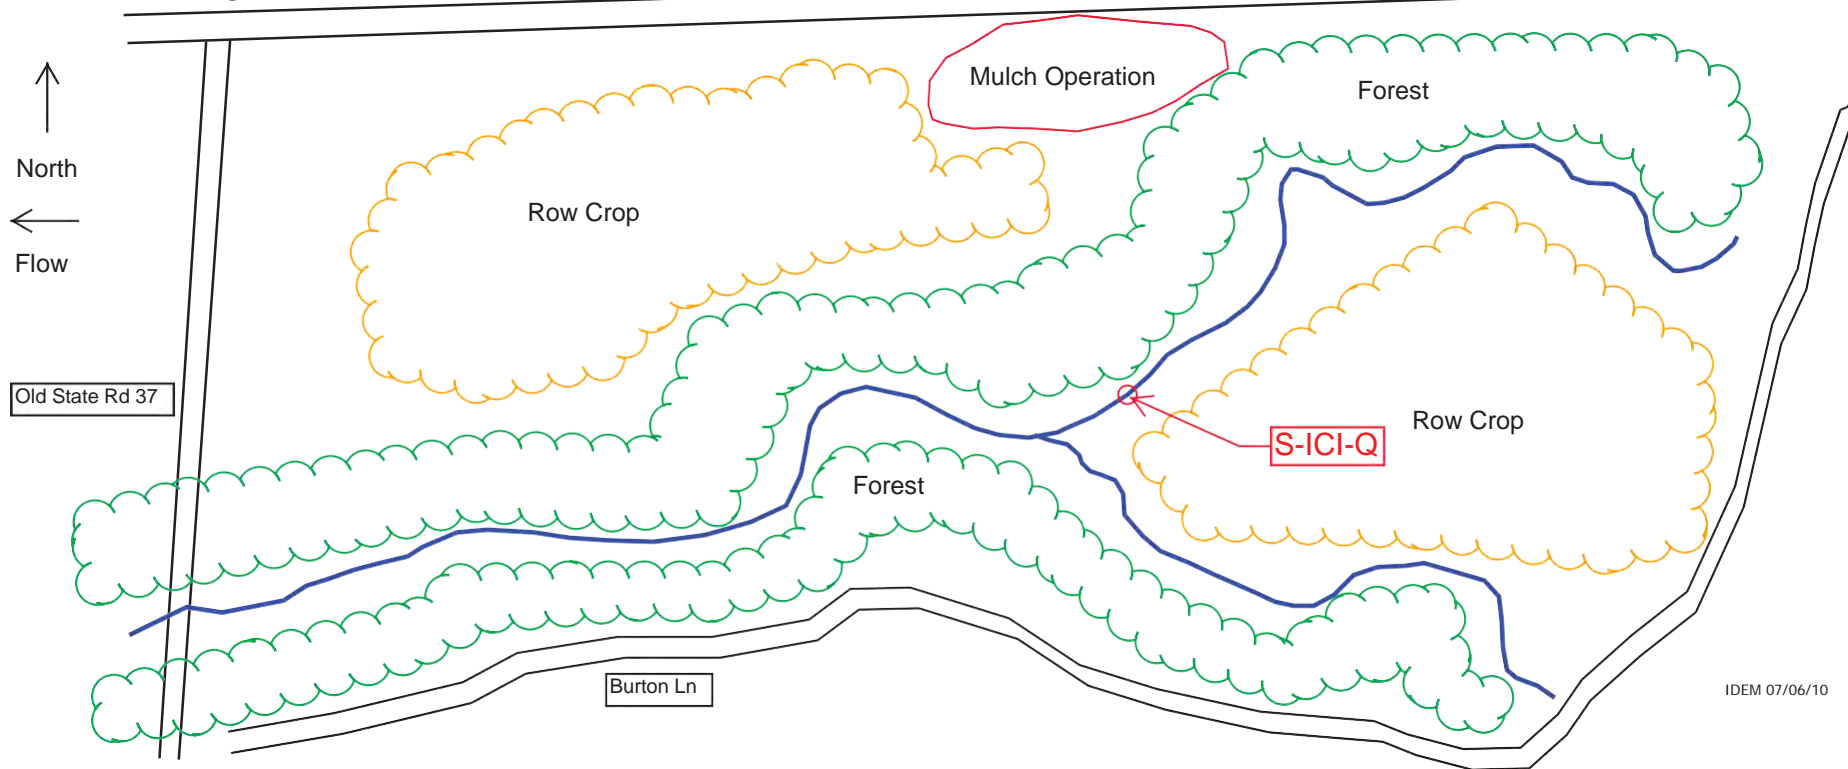 Mulch Operation
Forest
North
Row Crop
Flow
Old State Rd 37
Row Crop
S-ICI-Q
Forest
Burton Ln
IDEM 07/06/10